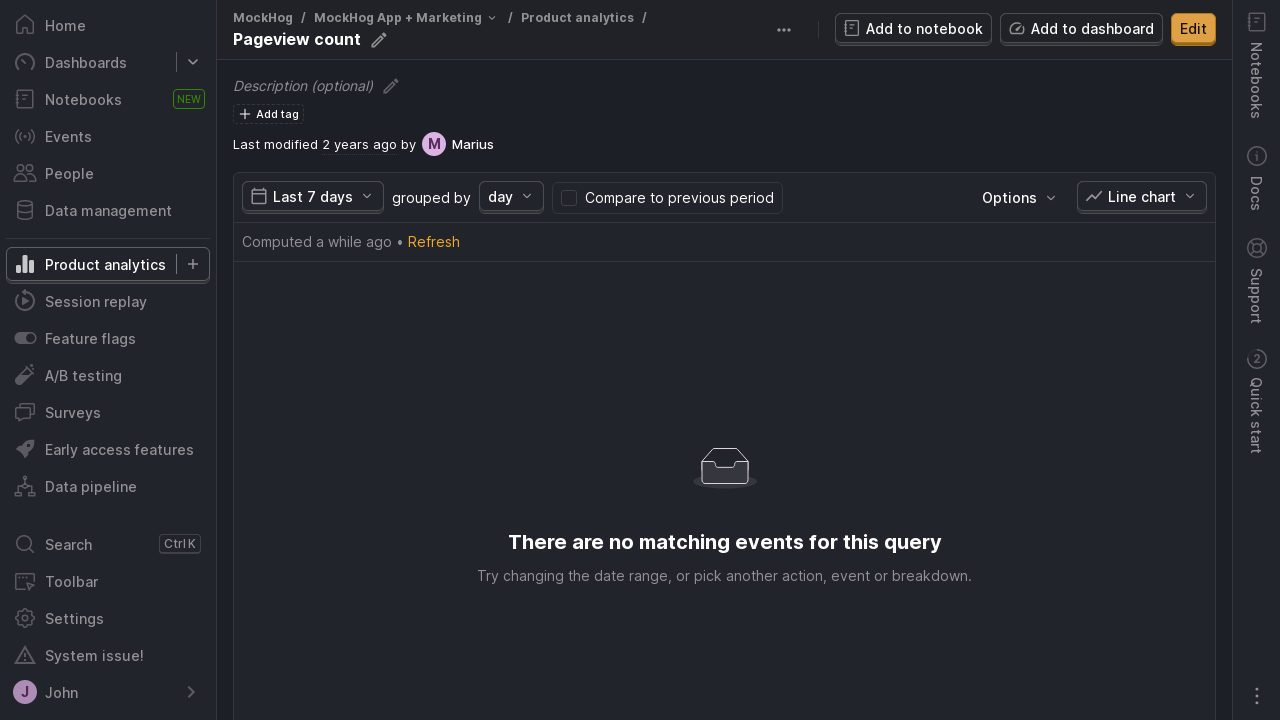 Home
Dashboards
Notebooks NEW
Events
People
Data management
Product analytics
Session replay
Feature flags
A/B testing
Surveys
Early access features
Data pipeline
Search Ctrl K
Toolbar
Settings
System issue!
J John
MockHog / MockHog App + Marketing / Product analytics /
Pageview count
Add to notebook
Add to dashboard
Edit
Description (optional)
Add tag
Last modified 2 years ago by M Marius
Last 7 days grouped by day Compare to previous period Options Line chart
Computed a while ago • Refresh
There are no matching events for this query
Try changing the date range, or pick another action, event or breakdown.
Notebooks
Docs
Support
2 Quick start